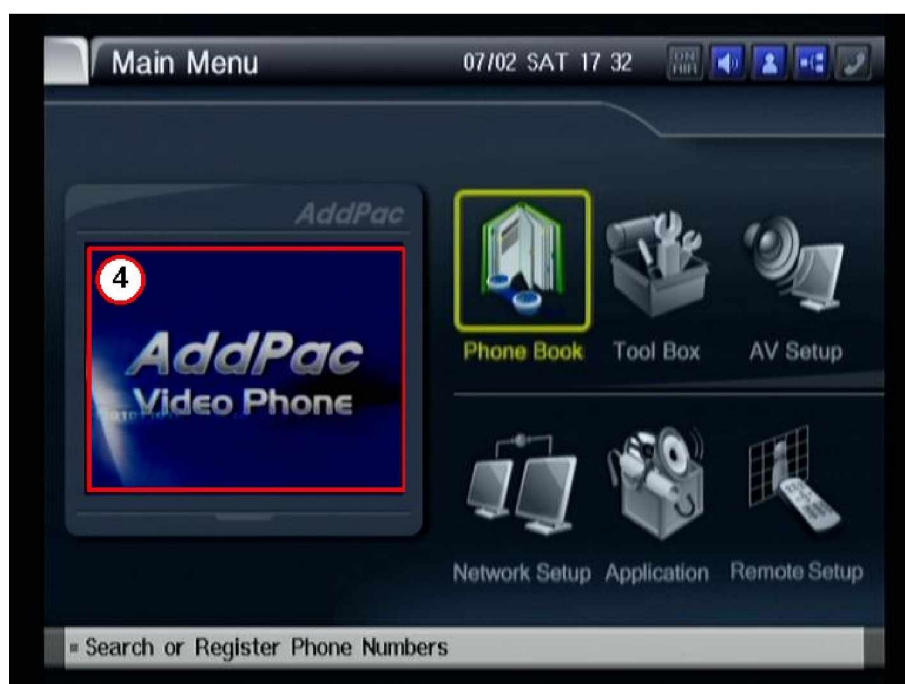 Main Menu
07/02 SAT 17 32
AddPac
4
AddPac
Video Phone
Phone Book
Tool Box
AV Setup
Network Setup
Application
Remote Setup
Search or Register Phone Numbers